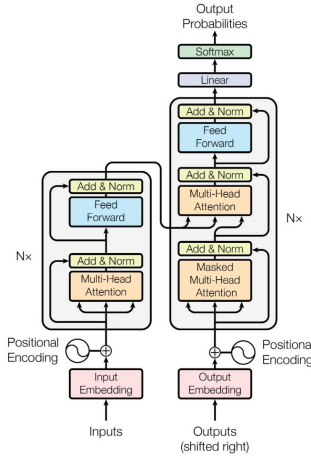 Output
Probabilities
Softmax
Linear
Add & Norm
Feed
Forward
Add & Norm
Multi-Head
Attention
Add & Norm
Masked
Multi-Head
Attention
N×
Add & Norm
Feed
Forward
Add & Norm
Multi-Head
Attention
N×
Positional
Encoding
Input
Embedding
Inputs
Positional
Encoding
Output
Embedding
Outputs
(shifted right)